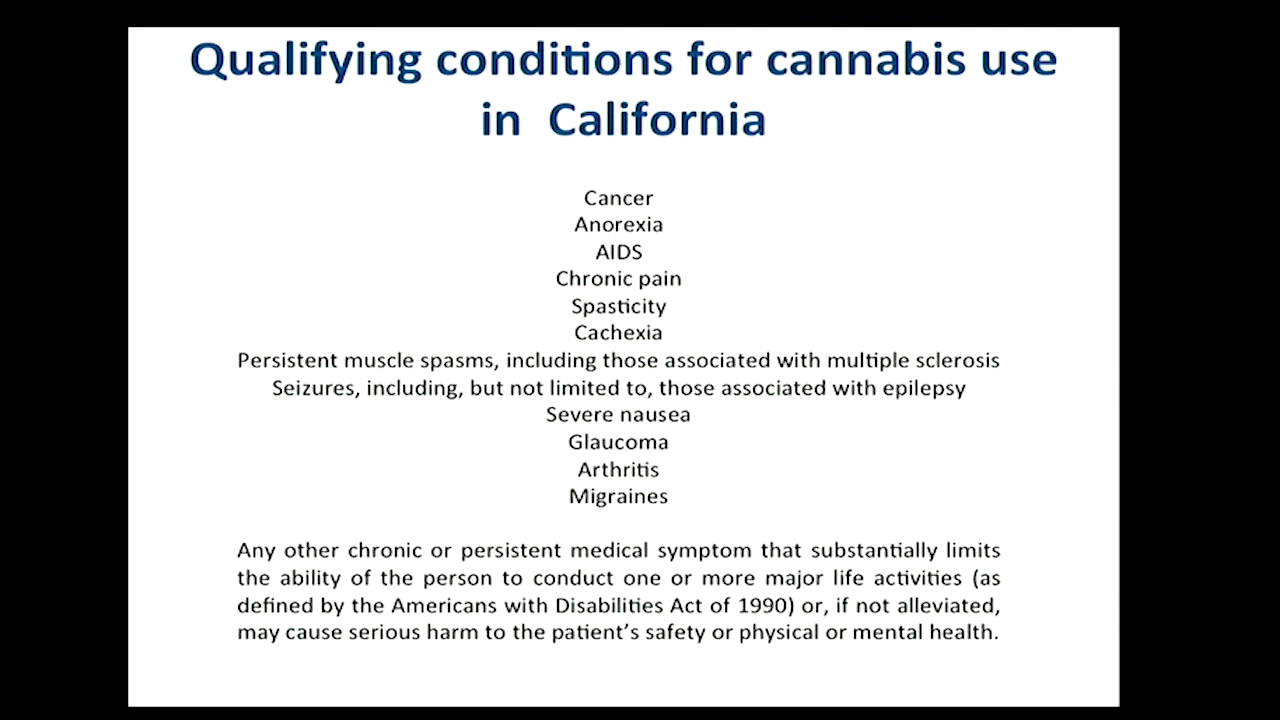 Qualifying conditions for cannabis use
in California
Cancer
Anorexia
AIDS
Chronic pain
Spasticity
Cachexia
Persistent muscle spasms, including those associated with multiple sclerosis
Seizures, including, but not limited to, those associated with epilepsy
Severe nausea
Glaucoma
Arthritis
Migraines
Any other chronic or persistent medical symptom that substantially limits
the ability of the person to conduct one or more major life activities (as
defined by the Americans with Disabilities Act of 1990) or, if not alleviated,
may cause serious harm to the patient’s safety or physical or mental health.